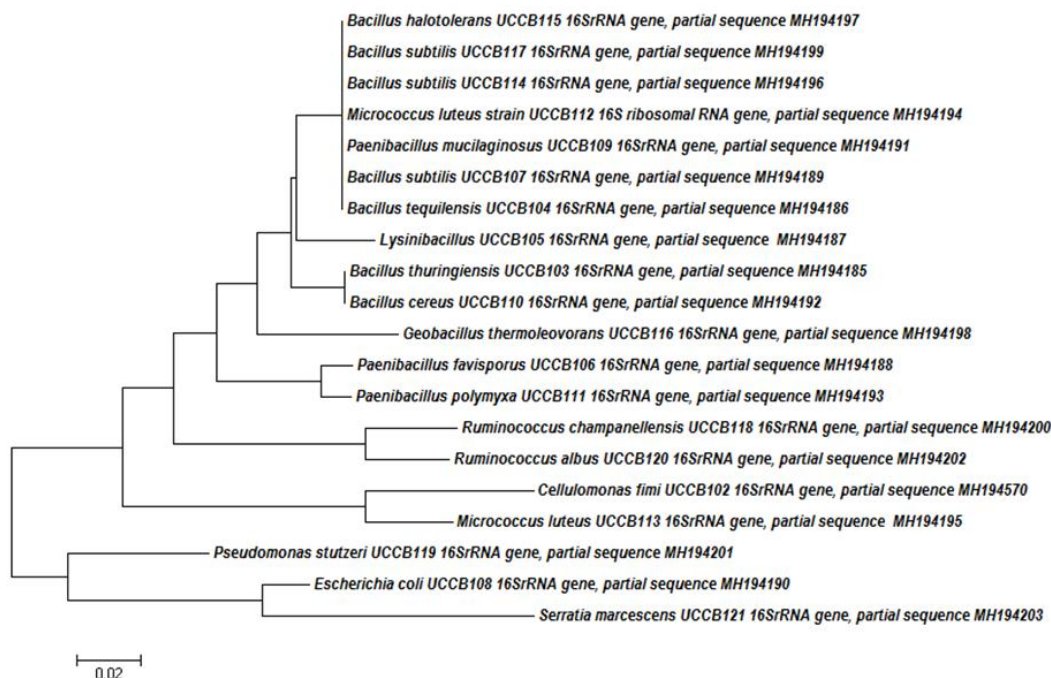 Bacillus halotolerans UCCB115 16SrRNA gene, partial sequence MH194197
Bacillus subtilis UCCB117 16SrRNA gene, partial sequence MH194199
Bacillus subtilis UCCB114 16SrRNA gene, partial sequence MH194196
Micrococcus luteus strain UCCB112 16S ribosomal RNA gene, partial sequence MH194194
Paenibacillus mucilaginosus UCCB109 16SrRNA gene, partial sequence MH194191
Bacillus subtilis UCCB107 16SrRNA gene, partial sequence MH194189
Bacillus tequilensis UCCB104 16SrRNA gene, partial sequence MH194186
Lysinibacillus UCCB105 16SrRNA gene, partial sequence MH194187
Bacillus thuringiensis UCCB103 16SrRNA gene, partial sequence MH194185
Bacillus cereus UCCB110 16SrRNA gene, partial sequence MH194192
Geobacillus thermoleovorans UCCB116 16SrRNA gene, partial sequence MH194198
Paenibacillus favisporus UCCB106 16SrRNA gene, partial sequence MH194188
Paenibacillus polymyxa UCCB111 16SrRNA gene, partial sequence MH194193
Ruminococcus champanellensis UCCB118 16SrRNA gene, partial sequence MH194200
Ruminococcus albus UCCB120 16SrRNA gene, partial sequence MH194202
Cellulomonas fimi UCCB102 16SrRNA gene, partial sequence MH194570
Micrococcus luteus UCCB113 16SrRNA gene, partial sequence MH194195
Pseudomonas stutzeri UCCB119 16SrRNA gene, partial sequence MH194201
Escherichia coli UCCB108 16SrRNA gene, partial sequence MH194190
Serratia marcescens UCCB121 16SrRNA gene, partial sequence MH194203
0.02